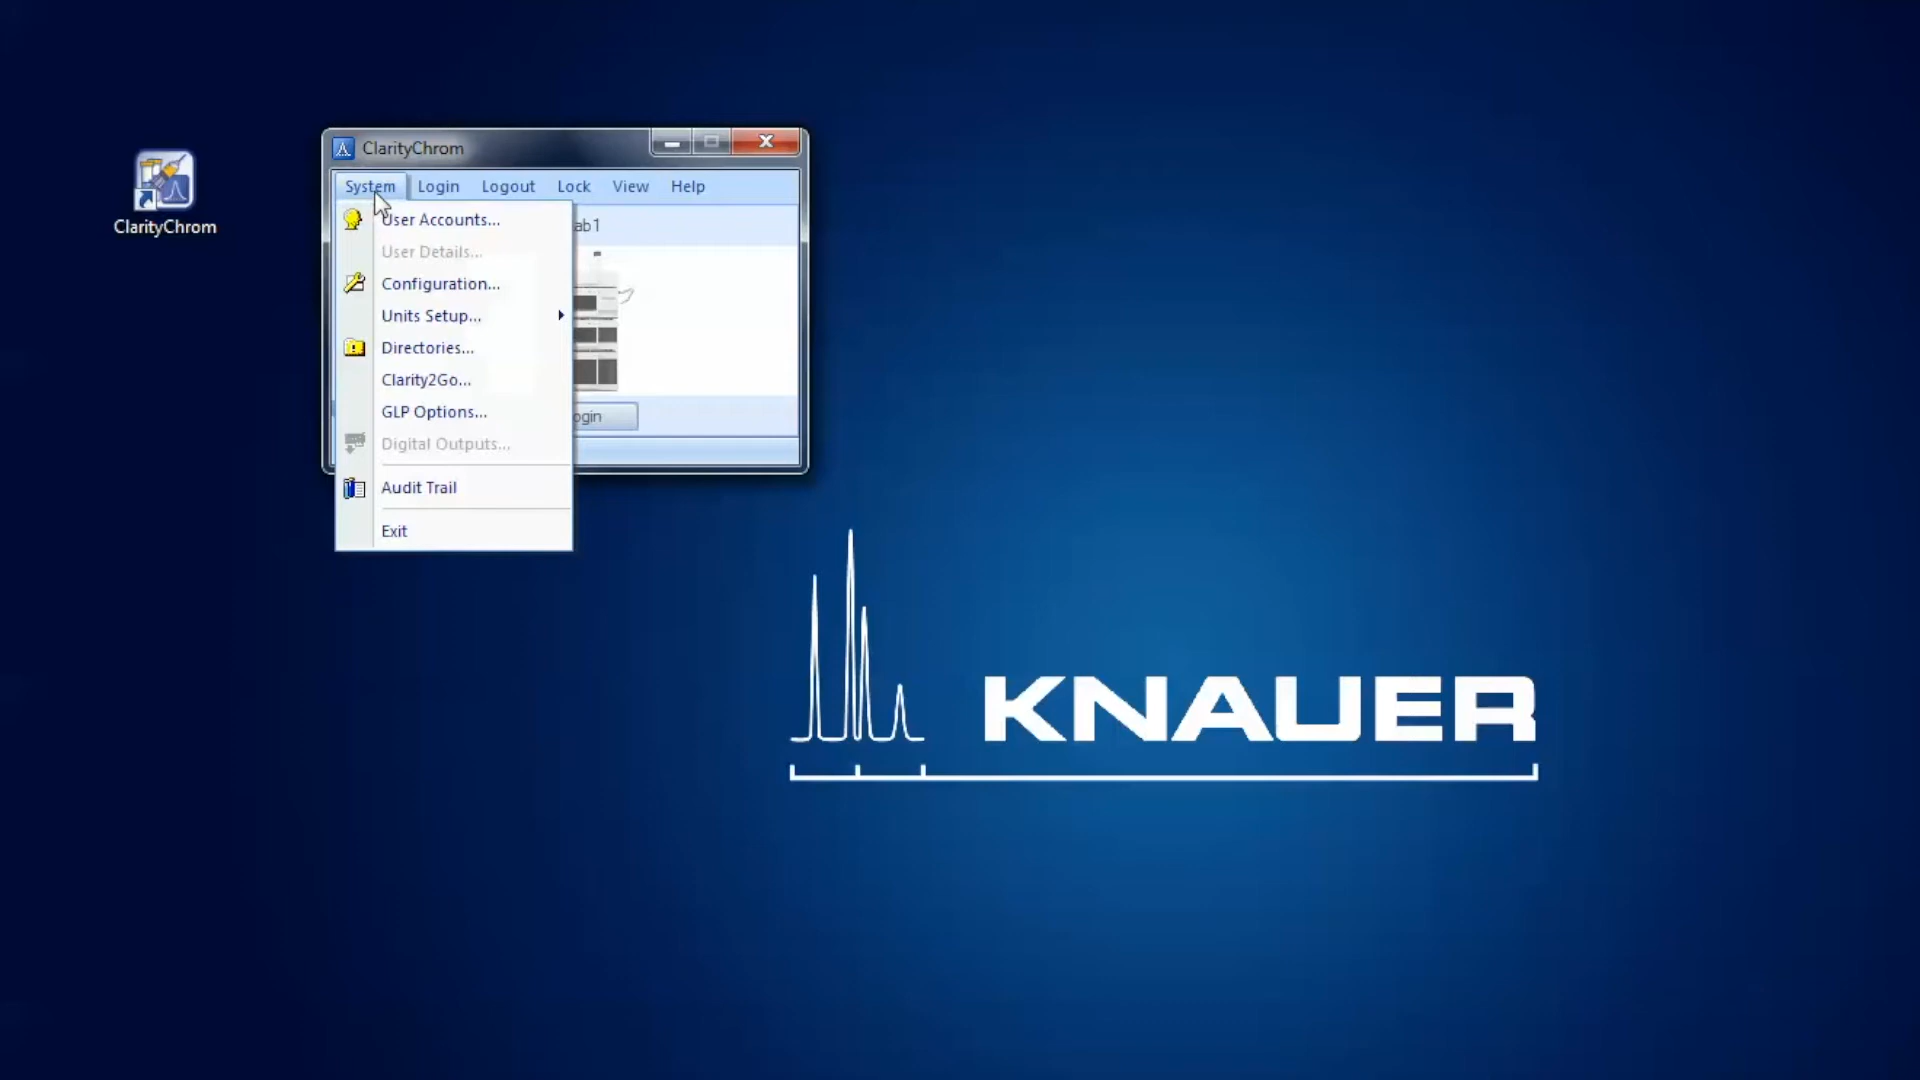 ClarityChrom
ClarityChrom
System Login Logout Lock View Help
User Accounts...
ab1
User Details...
Configuration...
Units Setup...
Directories...
Clarity2Go...
GLP Options...
ogin
Digital Outputs...
Audit Trail
Exit
KNAUER